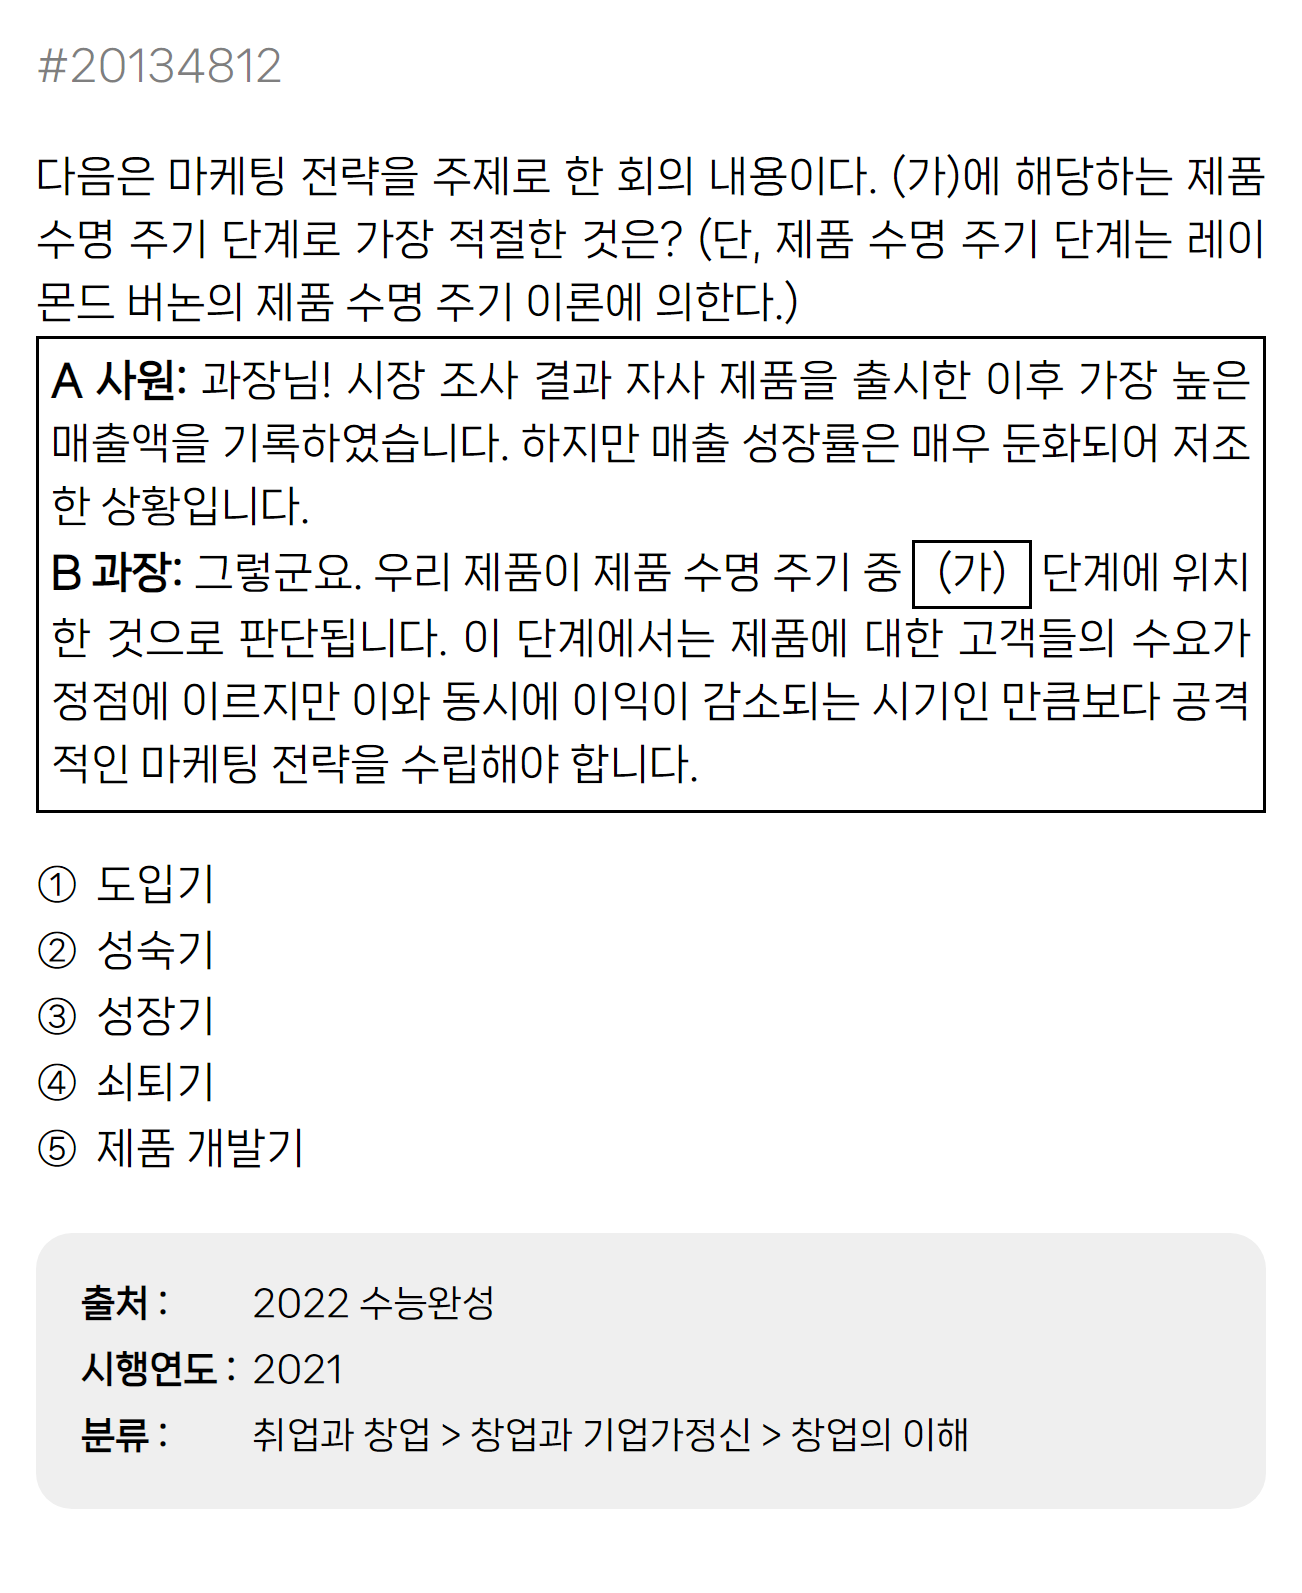 #20134812
다음은 마케팅 전략을 주제로 한 회의 내용이다. (가)에 해당하는 제품
수명 주기 단계로 가장 적절한 것은? (단, 제품 수명 주기 단계는 레이
몬드 버논의 제품 수명 주기 이론에 의한다.)
A 사원: 과장님! 시장 조사 결과 자사 제품을 출시한 이후 가장 높은
매출액을 기록하였습니다. 하지만 매출 성장률은 매우 둔화되어 저조
한 상황입니다.
B 과장: 그렇군요. 우리 제품이 제품 수명 주기 중 (가) 단계에 위치
한 것으로 판단됩니다. 이 단계에서는 제품에 대한 고객들의 수요가
정점에 이르지만 이와 동시에 이익이 감소되는 시기인 만큼보다 공격
적인 마케팅 전략을 수립해야 합니다.
① 도입기
② 성숙기
③ 성장기
④ 쇠퇴기
⑤ 제품 개발기
출처 : 2022 수능완성
시행연도 : 2021
분류 : 취업과 창업 > 창업과 기업가정신 > 창업의 이해